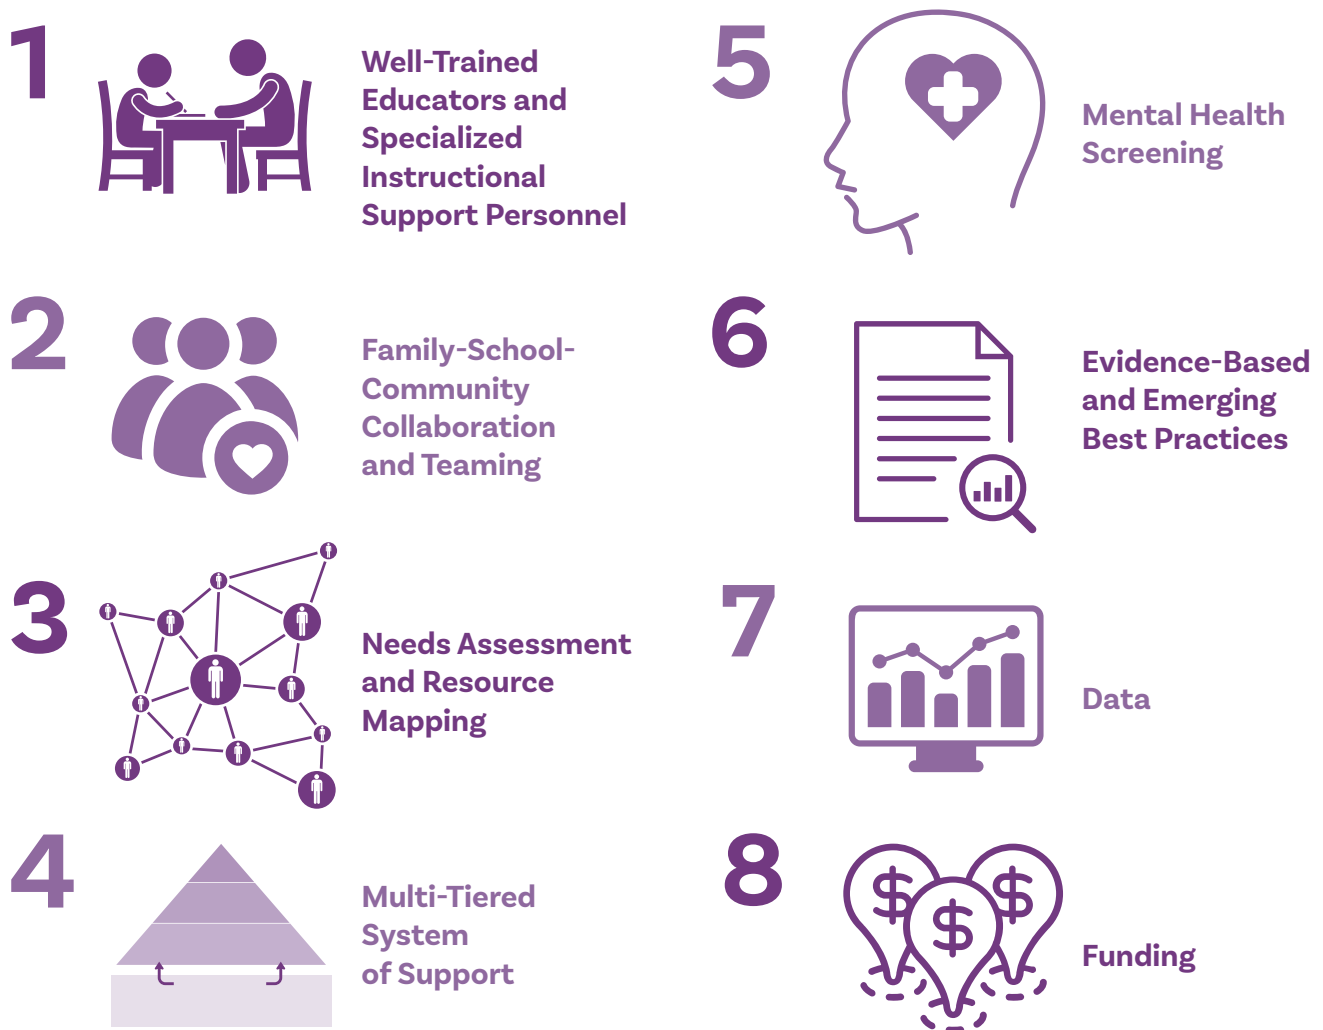 1
Well-Trained
Educators and
Specialized
Instructional
Support Personnel
2
Family-School-
Community
Collaboration
and Teaming
3
Needs Assessment
and Resource
Mapping
4
Multi-Tiered
System
of Support
5
Mental Health
Screening
6
Evidence-Based
and Emerging
Best Practices
7
Data
8
$
$
$
Funding